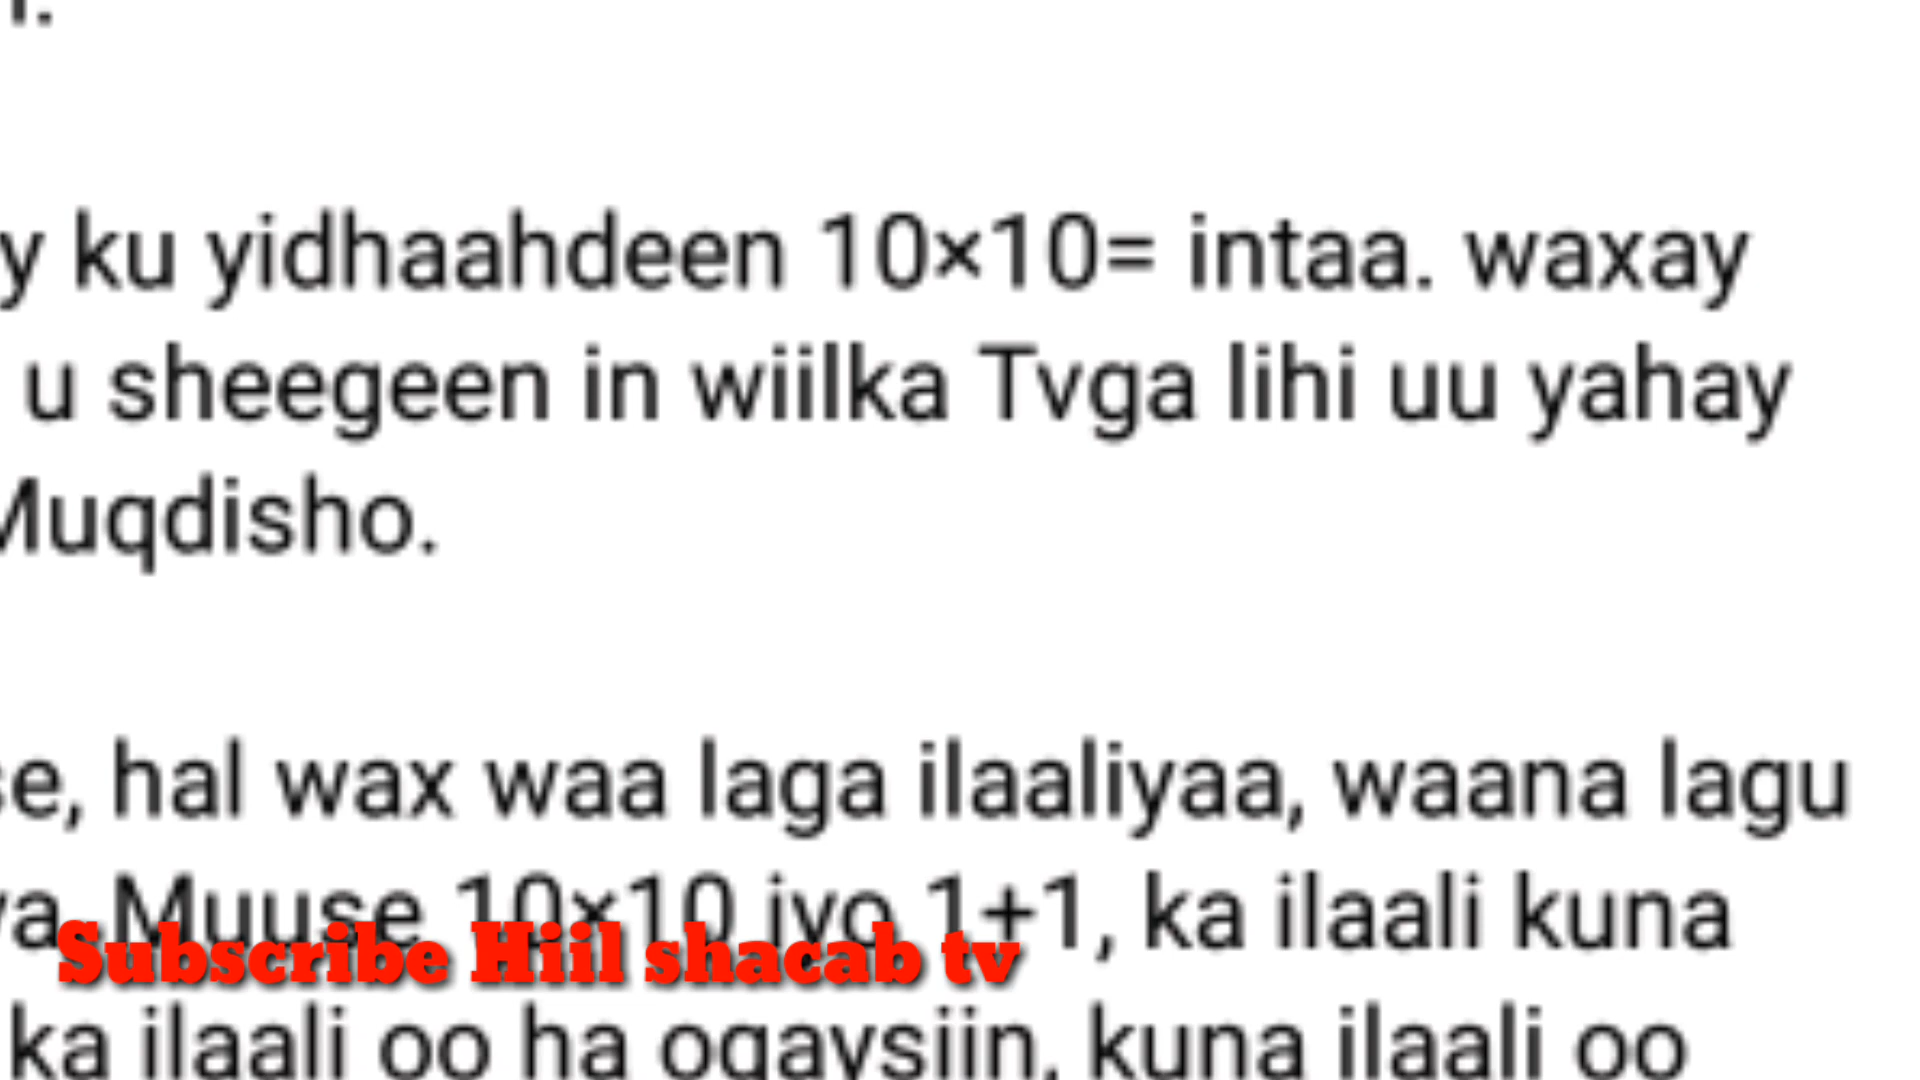 y ku yidhaahdeen 10×10= intaa. waxay
u sheegeen in wiilka Tvga lihi uu yahay
Muqdisho.
hal wax waa laga ilaaliyaa, waana lagu
Muuse 10×10 iyo 1+1, ka ilaali kuna
Subscribe Hiil shacab tv
ka ilaali oo ha ogaysiin, kuna ilaali oo